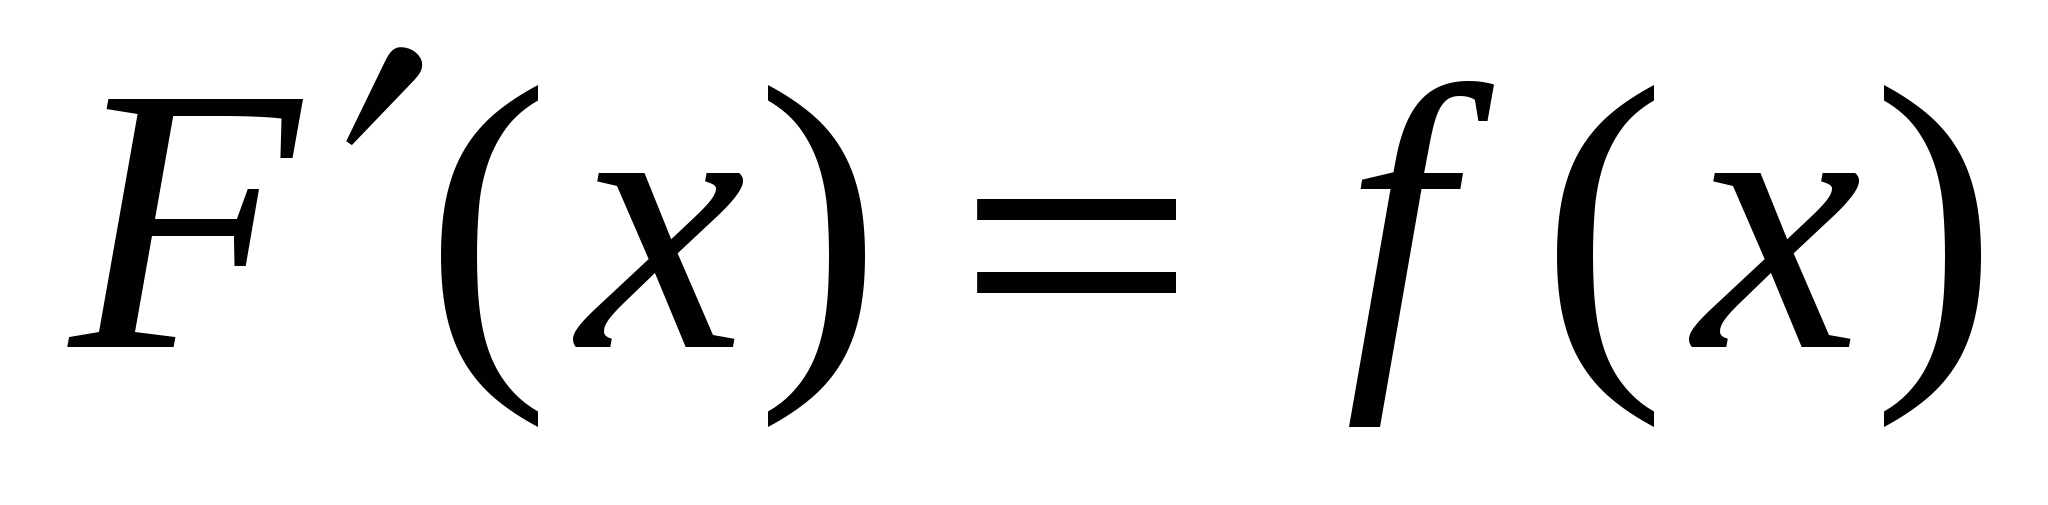 F′(x) = f(x)